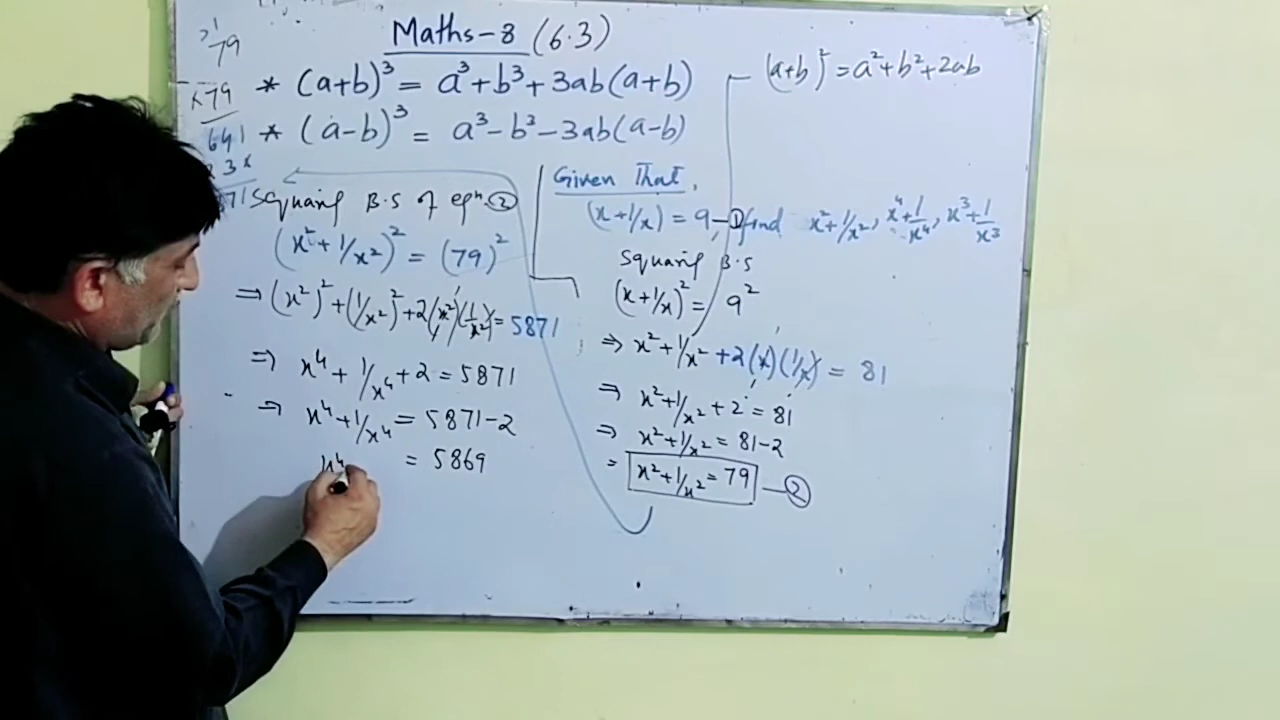 Maths-8 (6.3)
* (a+b)³ = a³+b³+3ab(a+b)
* (a-b)³ = a³-b³-3ab(a-b)
(a+b)² = a²+b²+2ab
79
×79
641
3×
71
Squaring B.S of eqⁿ. ②
(x²+1/x²)² = (79)²
⇒ (x²)²+(1/x²)²+2(x²)(1/x²) = 5871
⇒ x⁴+1/x⁴+2 = 5871
⇒ x⁴+1/x⁴ = 5871-2
x⁴ = 5869
Given That,
(x+1/x) = 9 —① find x²+1/x², x⁴+1/x⁴, x³+1/x³
Squaring B.S
(x+1/x)² = 9²
⇒ x²+1/x²+2(x)(1/x) = 81
⇒ x²+1/x²+2 = 81
⇒ x²+1/x² = 81-2
= x²+1/x² = 79 —②